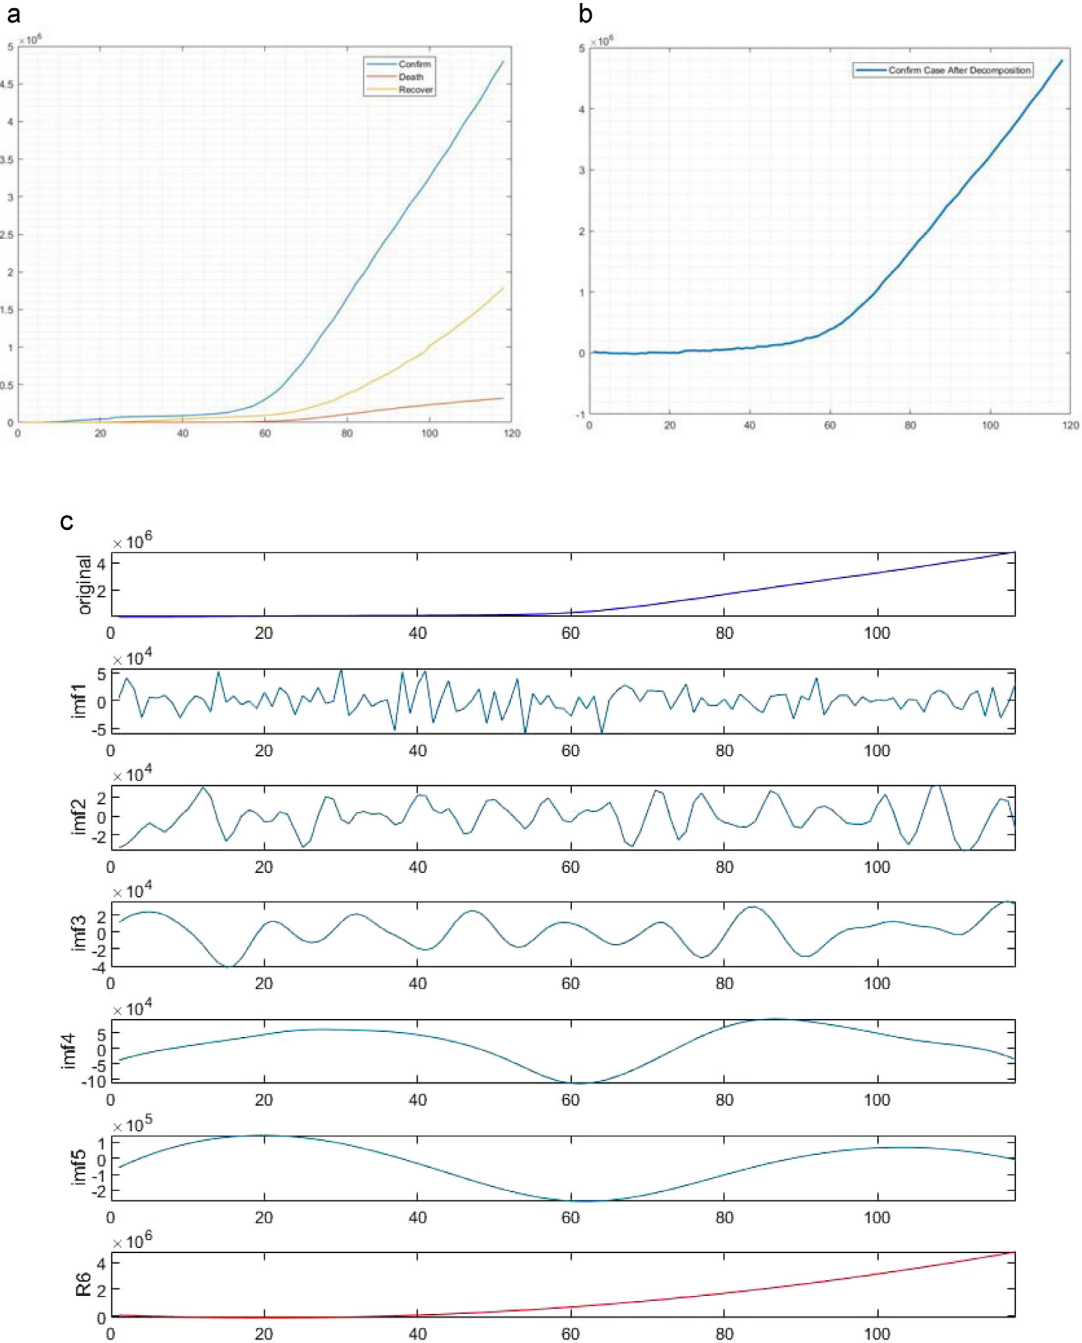 a
×10⁶
5
4.5
4
3.5
3
2.5
2
1.5
1
0.5
0
0 20 40 60 80 100 120
Confirm
Death
Recover
b
×10⁶
5
4
3
2
1
0
-1
0 20 40 60 80 100 120
Confirm Case After Decomposition
c
× 10⁶
original
4
2
0 20 40 60 80 100
× 10⁴
imf1
5
0
-5
0 20 40 60 80 100
× 10⁴
imf2
2
0
-2
0 20 40 60 80 100
× 10⁴
imf3
2
0
-2
-4
0 20 40 60 80 100
× 10⁴
imf4
5
0
-5
-10
0 20 40 60 80 100
× 10⁵
imf5
1
0
-1
-2
0 20 40 60 80 100
× 10⁶
R6
4
2
0
0 20 40 60 80 100